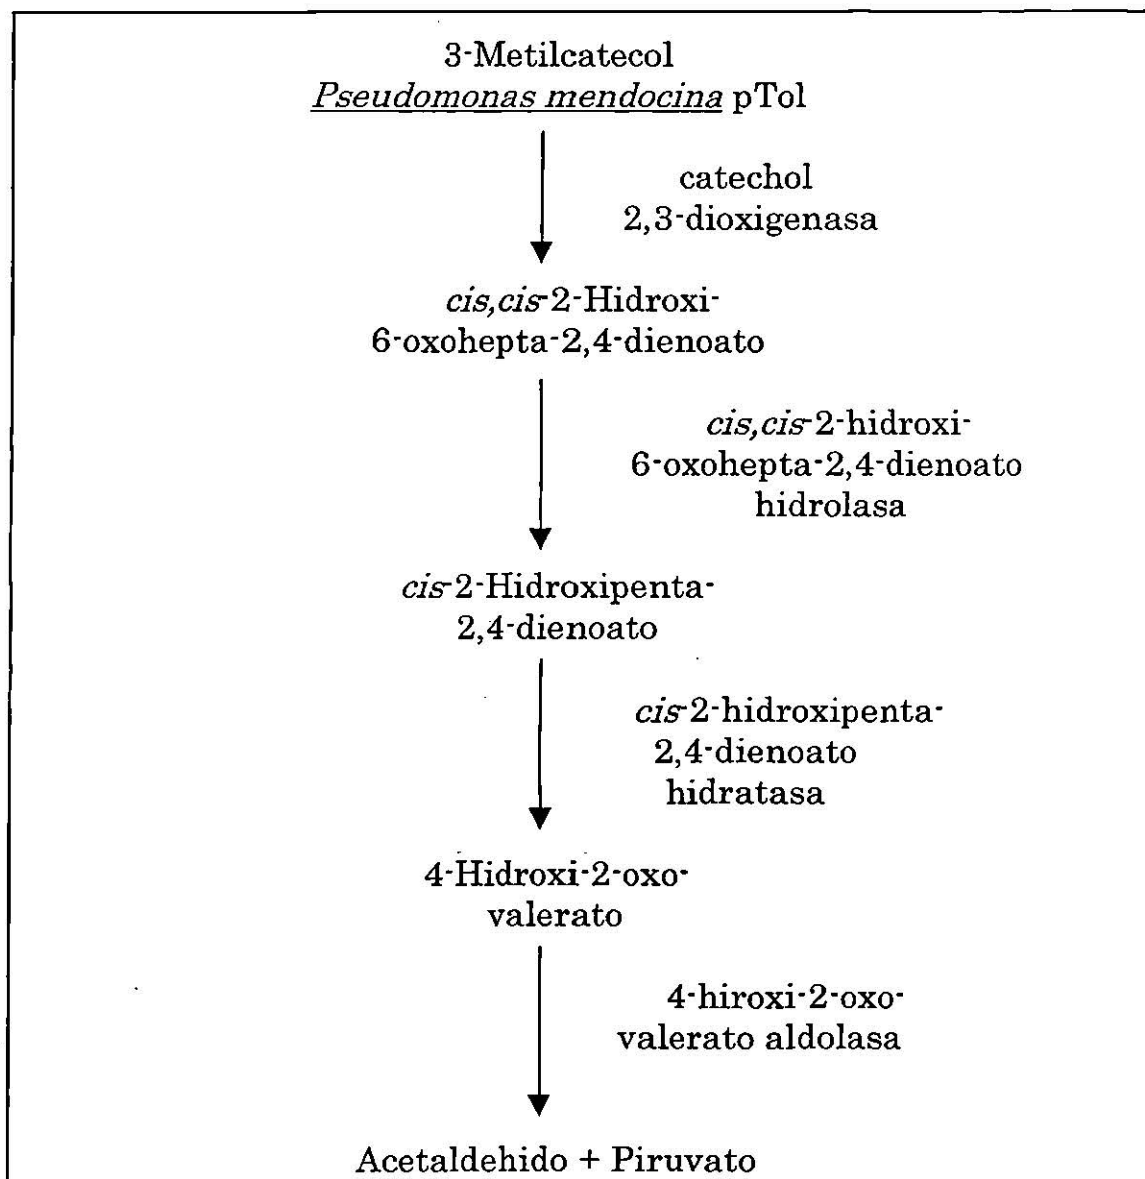 3-Metilcatecol
Pseudomonas mendocina pTol
catechol
2,3-dioxigenasa
cis,cis-2-Hidroxi-
6-oxohepta-2,4-dienoato
cis,cis-2-hidroxi-
6-oxohepta-2,4-dienoato
hidrolasa
cis-2-Hidroxipenta-
2,4-dienoato
cis-2-hidroxipenta-
2,4-dienoato
hidratasa
4-Hidroxi-2-oxo-
valerato
4-hiroxi-2-oxo-
valerato aldolasa
Acetaldehido + Piruvato